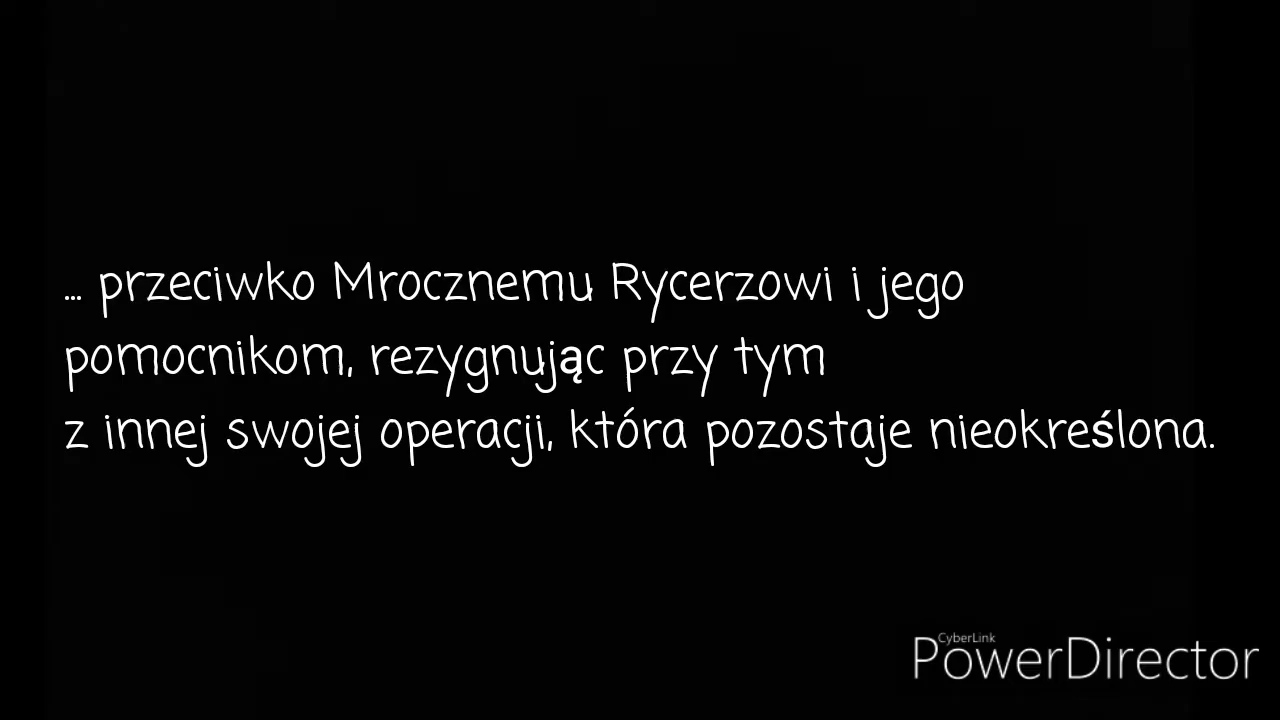 ... przeciwko Mrocznemu Rycerzowi i jego
pomocnikom, rezygnując przy tym
z innej swojej operacji, która pozostaje nieokreślona.
CyberLink
PowerDirector